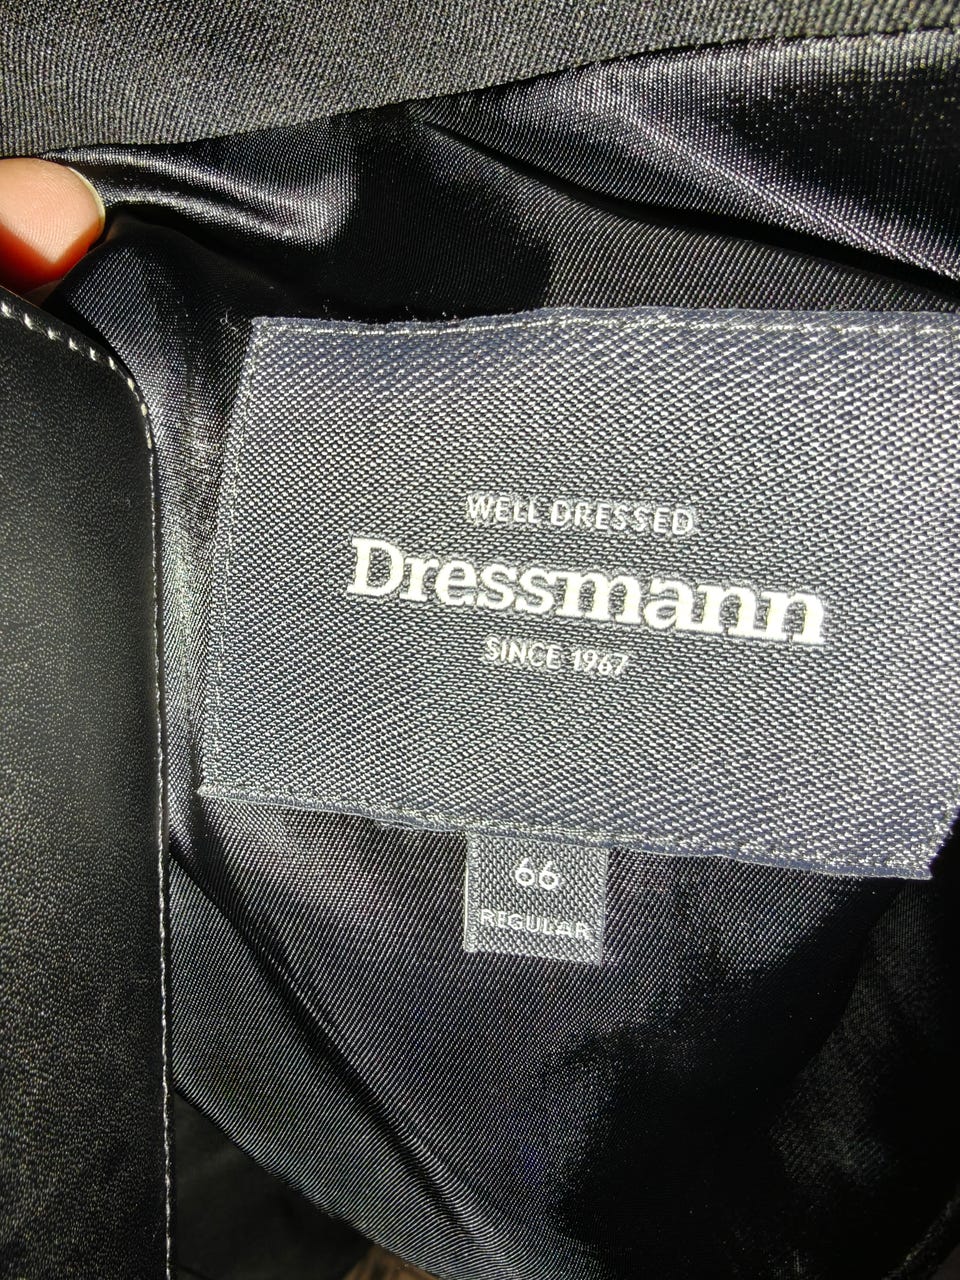 WELL DRESSED
Dressmann
SINCE 1967
66
REGULAR